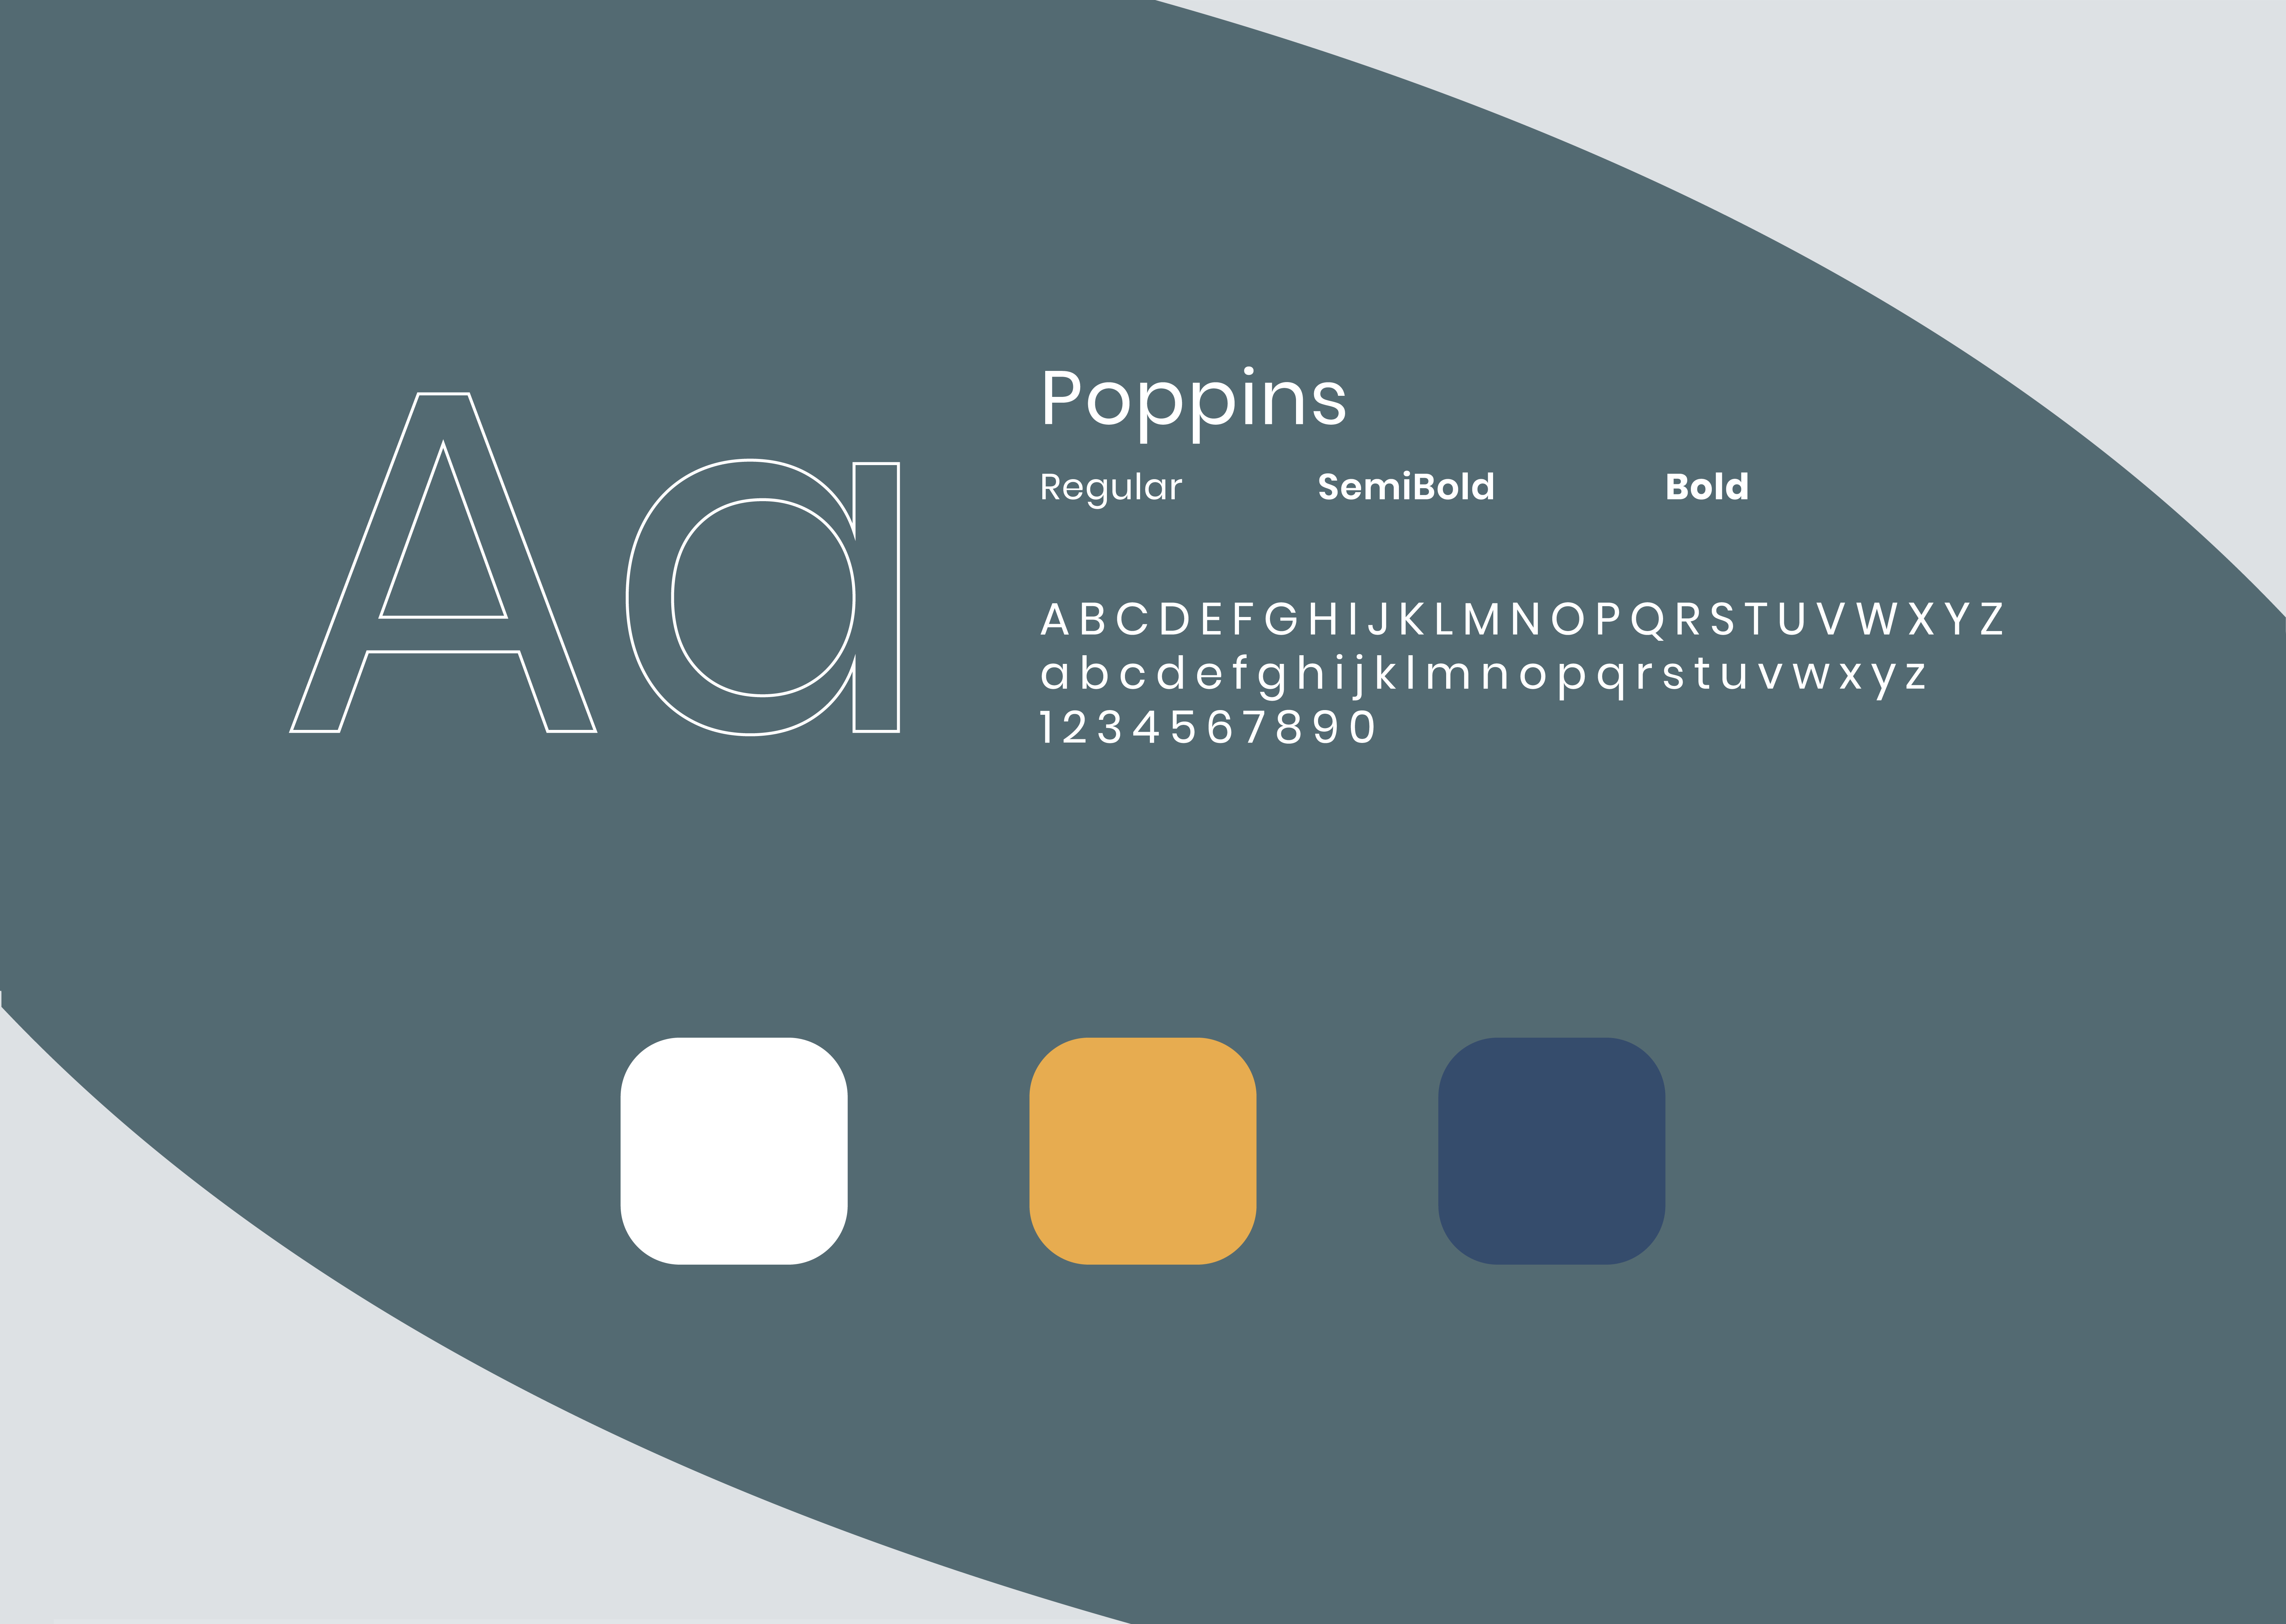 Aa
Poppins
Regular SemiBold Bold
A B C D E F G H I J K L M N O P Q R S T U V W X Y Z
a b c d e f g h i j k l m n o p q r s t u v w x y z
1 2 3 4 5 6 7 8 9 0